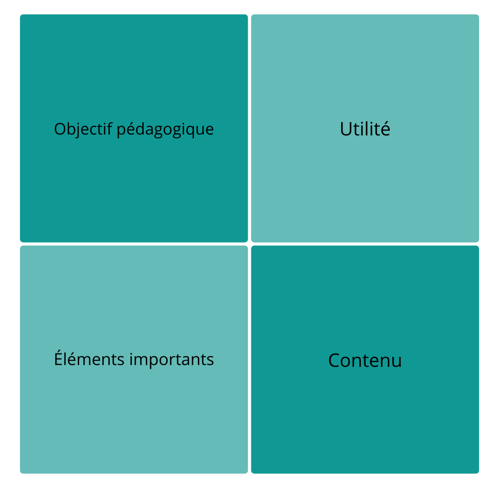 Objectif pédagogique
Utilité
Éléments importants
Contenu